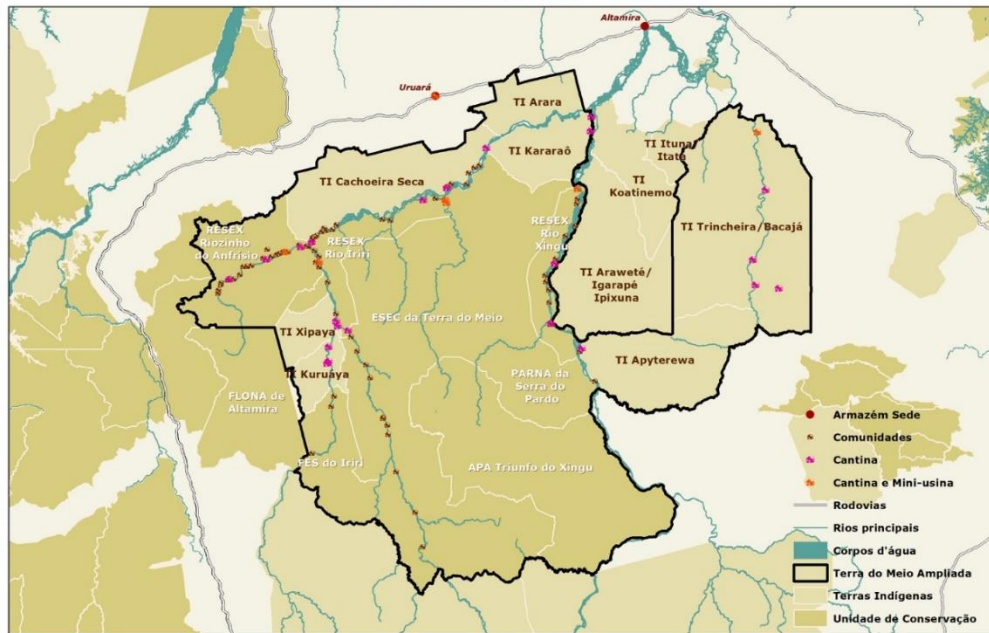 Altamira
Uruará
TI Arara
TI Kararaô
TI Ituna/
Itatá
TI Cachoeira Seca
TI
Koatinemo
RESEX
Riozinho
do Anfrísio
RESEX
Rio Iriri
RESEX
Rio
Xingu
TI Trincheira/Bacajá
TI Araweté/
Igarapé
Ipixuna
ESEC da Terra do Meio
TI Xipaya
TI Kuruáya
TI Apyterewa
PARNA da
Serra do
Pardo
FLONA de
Altamira
FES do Iriri
APA Triunfo do Xingu
Armazém Sede
Comunidades
Cantina
Cantina e Mini-usina
Rodovias
Rios principais
Corpos d'água
Terra do Meio Ampliada
Terras Indígenas
Unidade de Conservação